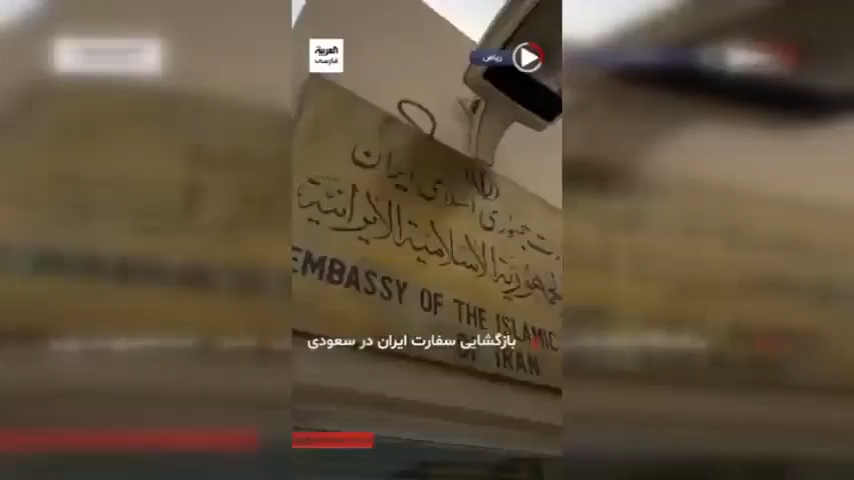 العربية
فارسی
ریاض
جمهوری اسلامی ایران
الجمهورية الإسلامية الإيرانية
EMBASSY OF THE ISLAMIC
OF IRAN
بازگشایی سفارت ایران در سعودی